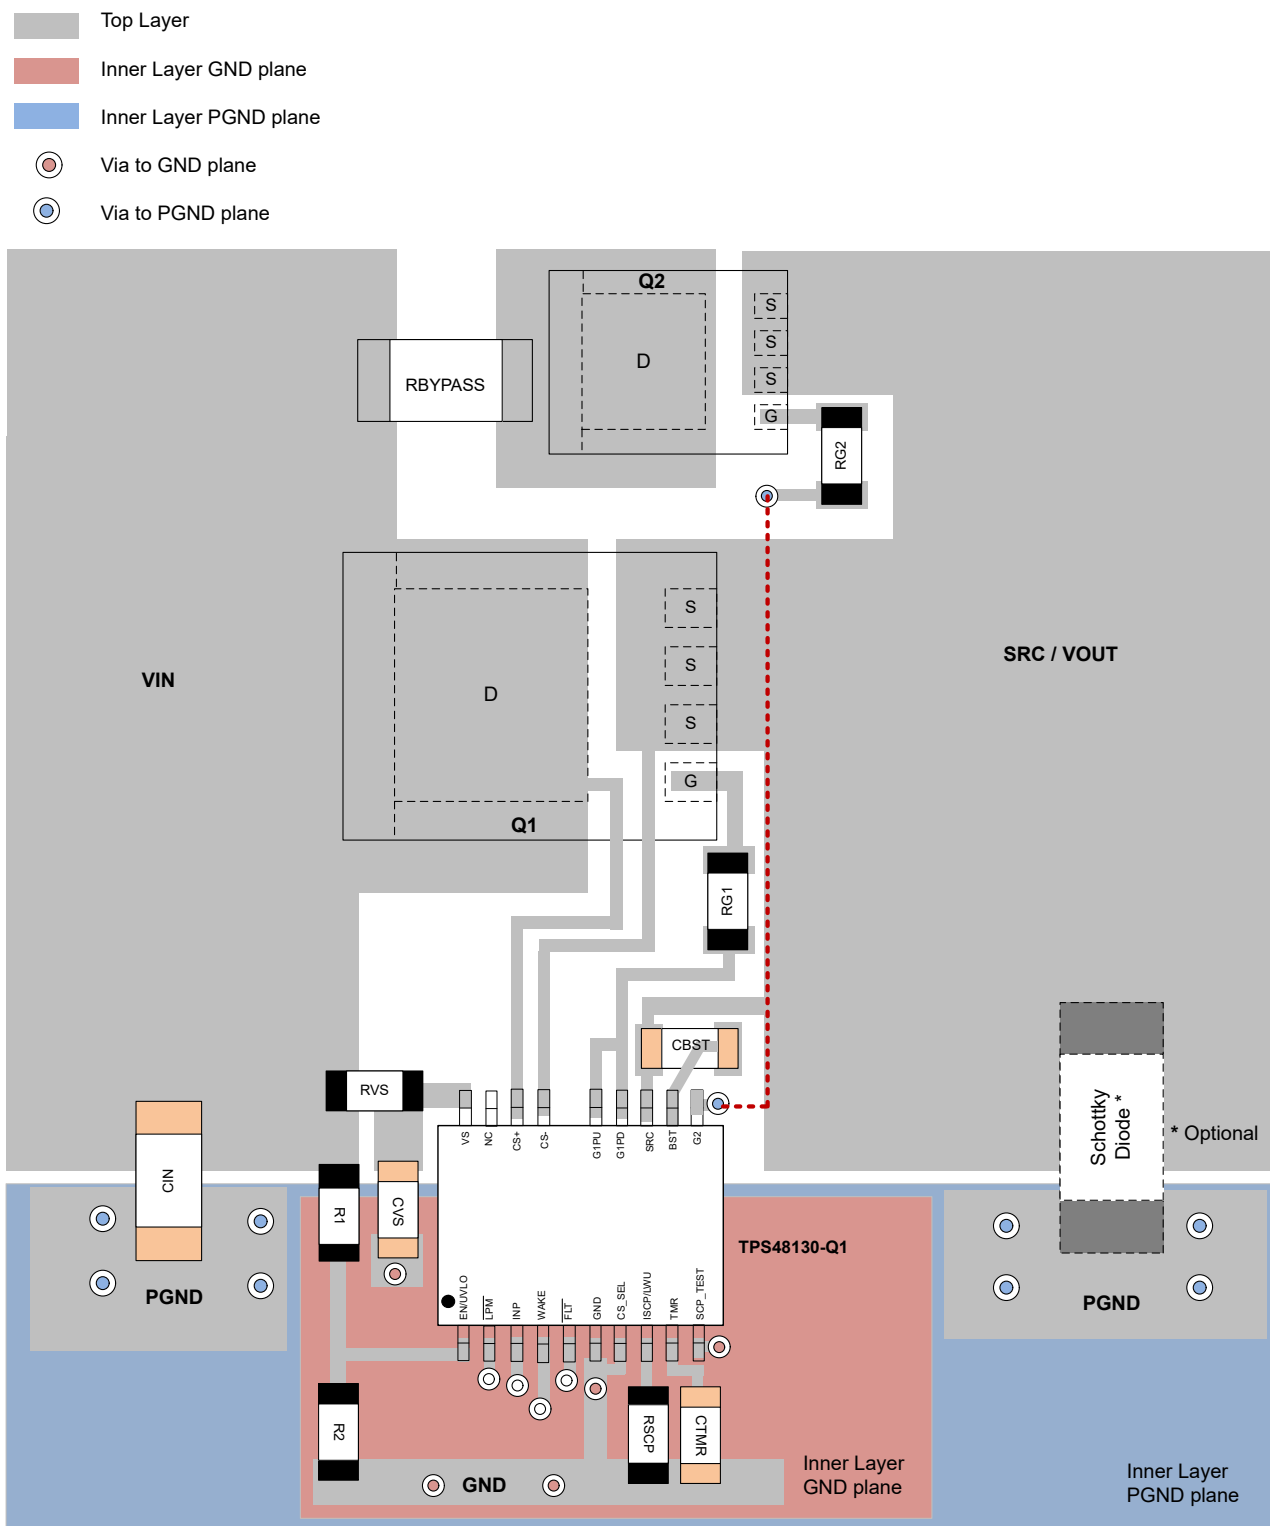 Top Layer
Inner Layer GND plane
Inner Layer PGND plane
Via to GND plane
Via to PGND plane
Q2
S
S
S
G
D
RBYPASS
RG2
VIN
SRC / VOUT
S
S
S
G
D
Q1
RG1
CBST
RVS
VS
NC
CS+
CS-
G1PU
G1PD
SRC
BST
G2
Schottky
Diode *
* Optional
CIN
R1
CVS
TPS48130-Q1
PGND
PGND
EN/UVLO
LPM
INP
WAKE
FLT
GND
CS_SEL
ISCP/LWU
TMR
SCP_TEST
R2
RSCP
CTMR
GND
Inner Layer
GND plane
Inner Layer
PGND plane